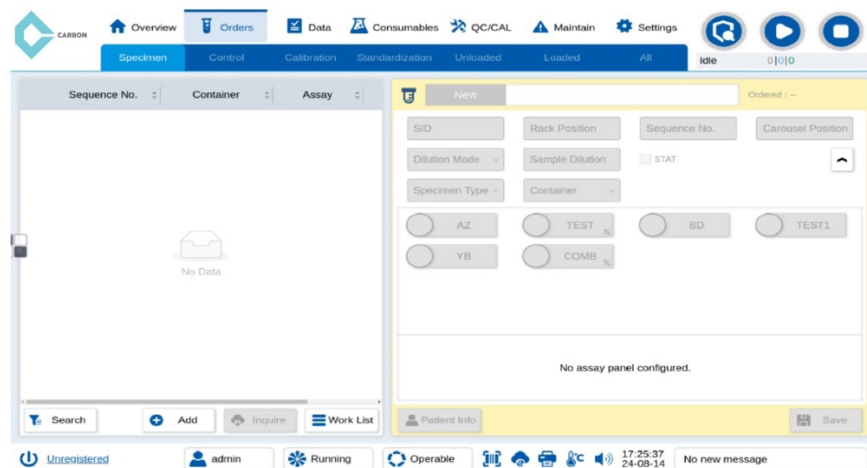 CARBON
Overview Orders Data Consumables QC/CAL Maintain Settings
Specimen Control Calibration Standardization Unloaded Loaded All
Idle 0|0|0
Sequence No. Container Assay
New Ordered : --
SID Rack Position Sequence No. Carousel Position
Dilution Mode Sample Dilution STAT
Specimen Type Container
AZ TEST % BD TEST1
YB COMB %
No Data
No assay panel configured.
Search Add Inquire Work List
Patient Info Save
Unregistered admin Running Operable °C 17:25:37
24-08-14 No new message